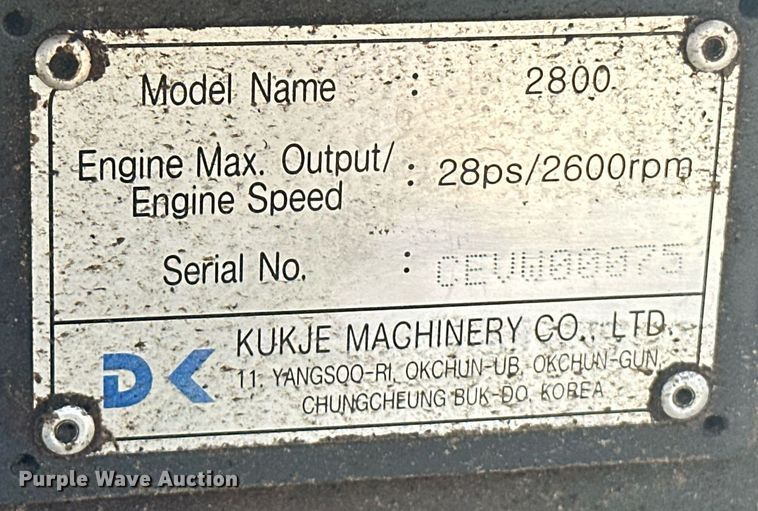 Model Name : 2800
Engine Max. Output/
Engine Speed : 28ps/2600rpm
Serial No. : CEVW00075
KUKJE MACHINERY CO., LTD.
DK
11, YANGSOO-RI, OKCHUN-UB, OKCHUN-GUN,
CHUNGCHEUNG BUK-DO, KOREA
Purple Wave Auction